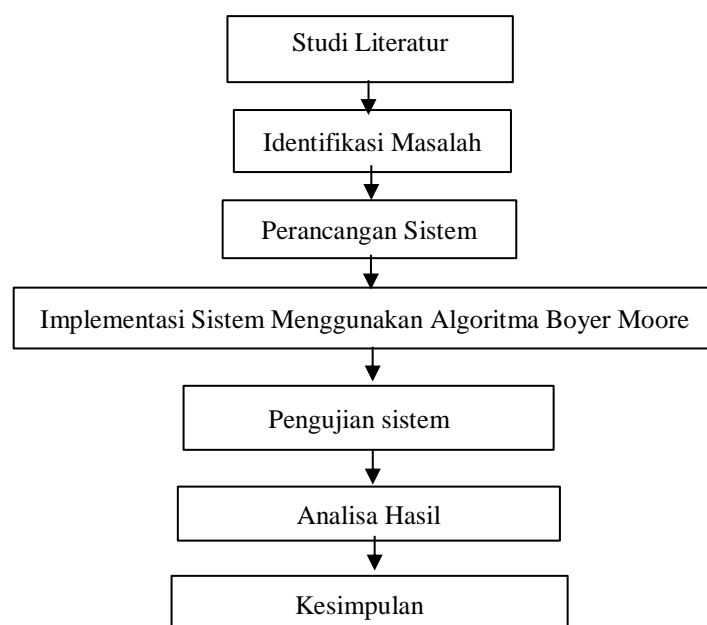 Studi Literatur
Identifikasi Masalah
Perancangan Sistem
Implementasi Sistem Menggunakan Algoritma Boyer Moore
Pengujian sistem
Analisa Hasil
Kesimpulan